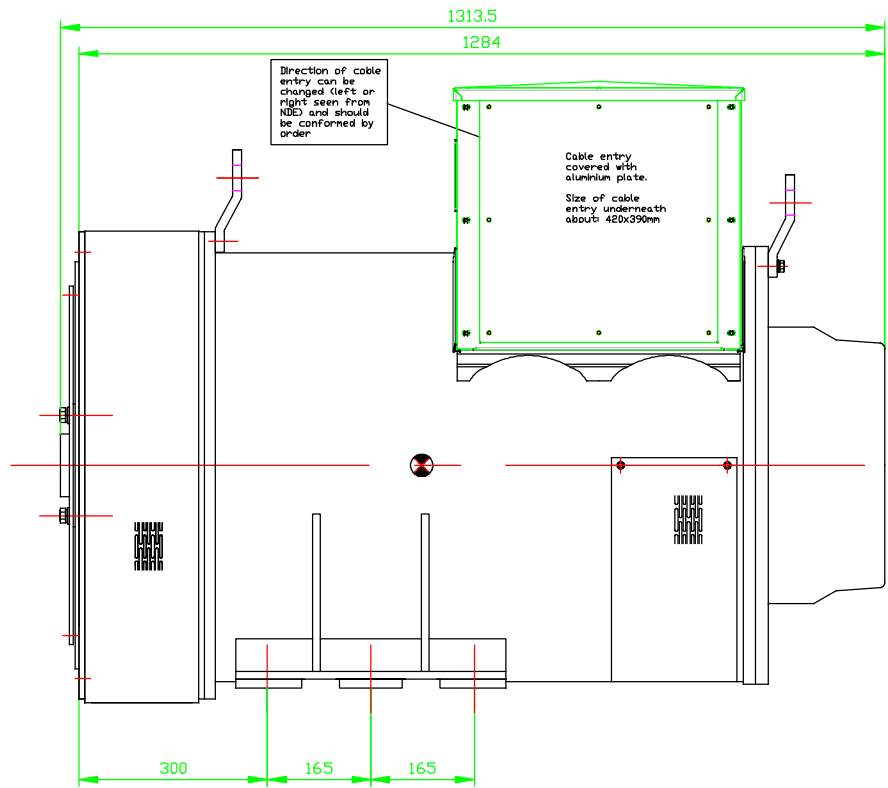 1313.5
1284
Direction of cable
entry can be
changed (left or
right seen from
NDE) and should
be conformed by
order
Cable entry
covered with
aluminium plate.
Size of cable
entry underneath
about: 420x390mm
300
165
165